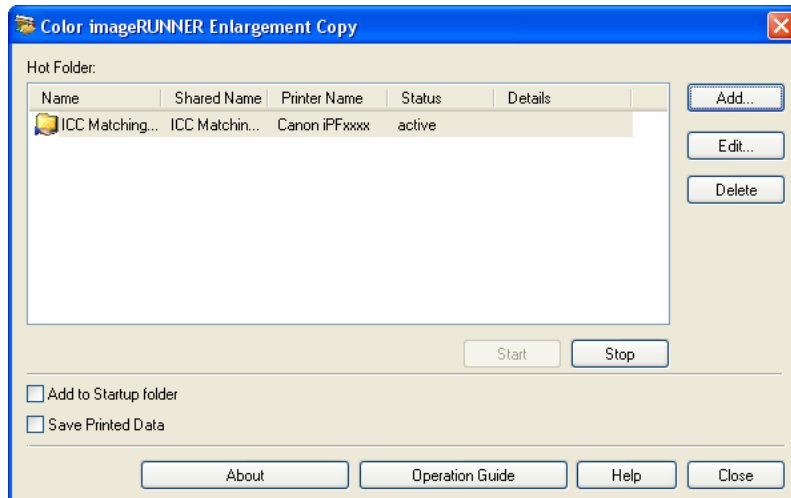 Color imageRUNNER Enlargement Copy
Hot Folder:
Name Shared Name Printer Name Status Details
ICC Matching... ICC Matchin... Canon iPFxxxx active
Add...
Edit...
Delete
Start Stop
Add to Startup folder
Save Printed Data
About Operation Guide Help Close